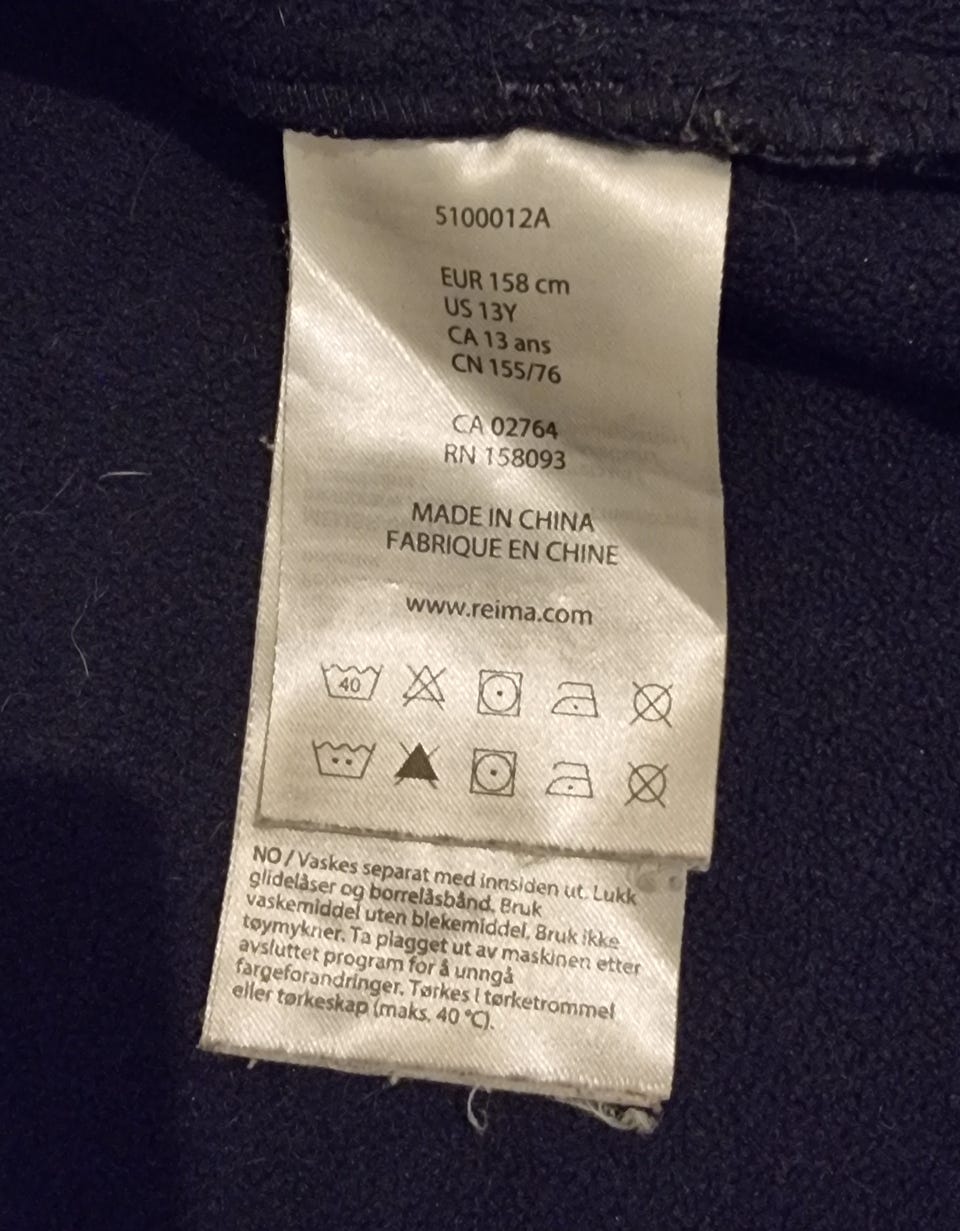 5100012A
EUR 158 cm
US 13Y
CA 13 ans
CN 155/76
CA 02764
RN 158093
MADE IN CHINA
FABRIQUE EN CHINE
www.reima.com
40
NO / Vaskes separat med innsiden ut. Lukk
glidelåser og borrelåsbånd. Bruk
vaskemiddel uten blekemiddel. Bruk ikke
tøymykner. Ta plagget ut av maskinen etter
avsluttet program for å unngå
fargeforandringer. Tørkes i tørketrommel
eller tørkeskap (maks. 40 °C).